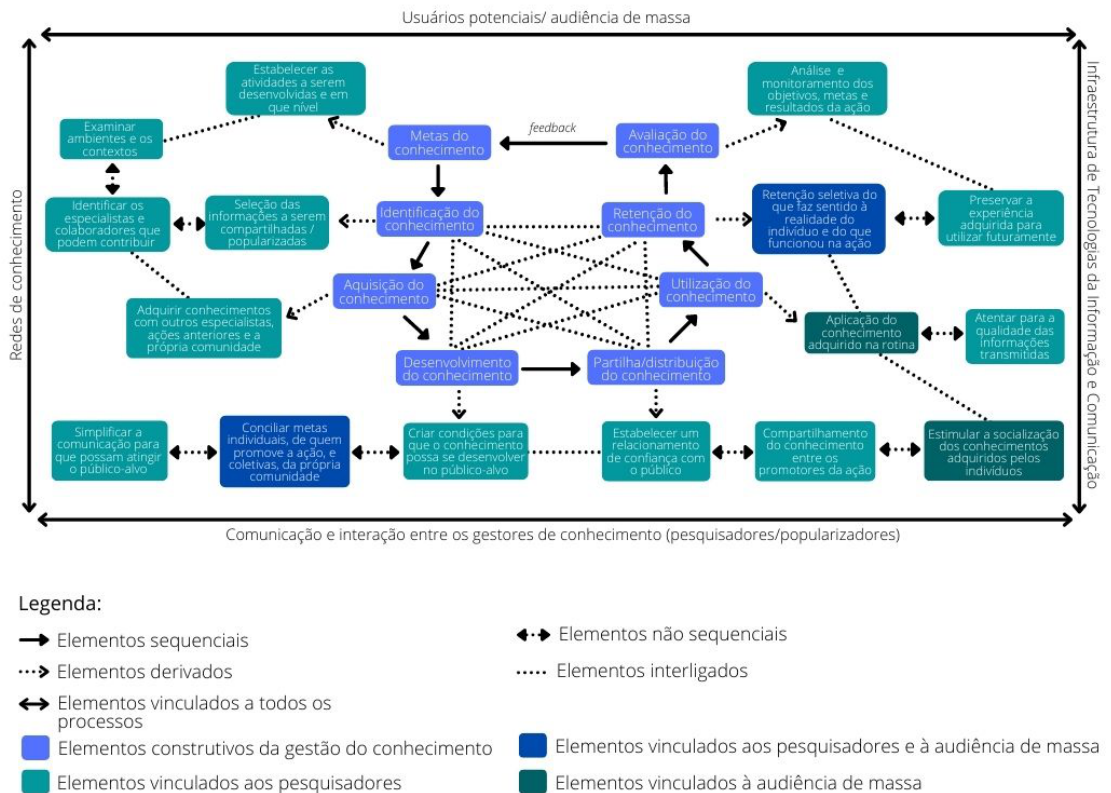 Usuários potenciais/ audiência de massa
Redes de conhecimento
Infraestrutura de Tecnologias da Informação e Comunicação
Estabelecer as
atividades a serem
desenvolvidas e em
que nível
Análise e
monitoramento dos
objetivos, metas e
resultados da ação
Examinar
ambientes e os
contextos
Metas do
conhecimento
feedback
Avaliação do
conhecimento
Identificar os
especialistas e
colaboradores que
podem contribuir
Seleção das
informações a serem
compartilhadas /
popularizadas
Identificação do
conhecimento
Retenção do
conhecimento
Retenção seletiva do
que faz sentido à
realidade do
indivíduo e do que
funcionou na ação
Preservar a
experiência
adquirida para
utilizar futuramente
Aquisição do
conhecimento
Utilização do
conhecimento
Adquirir conhecimentos
com outros especialistas,
ações anteriores e a
própria comunidade
Aplicação do
conhecimento
adquirido na rotina
Atentar para a
qualidade das
informações
transmitidas
Desenvolvimento
do conhecimento
Partilha/distribuição
do conhecimento
Simplificar a
comunicação para
que possam atingir
o público-alvo
Conciliar metas
individuais, de quem
promove a ação, e
coletivas, da própria
comunidade
Criar condições para
que o conhecimento
possa se desenvolver
no público-alvo
Estabelecer um
relacionamento
de confiança com o
público
Compartilhamento
do conhecimento
entre os
promotores da ação
Estimular a socialização
dos conhecimentos
adquiridos pelos
indivíduos
Comunicação e interação entre os gestores de conhecimento (pesquisadores/popularizadores)
Legenda:
Elementos sequenciais
Elementos não sequenciais
Elementos derivados
Elementos interligados
Elementos vinculados a todos os
processos
Elementos construtivos da gestão do conhecimento
Elementos vinculados aos pesquisadores e à audiência de massa
Elementos vinculados aos pesquisadores
Elementos vinculados à audiência de massa